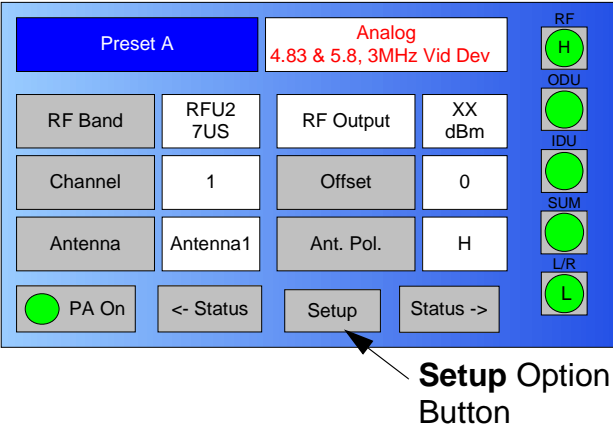 Preset A
Analog
4.83 & 5.8, 3MHz Vid Dev
RF
H
ODU
RF Band
RFU2
7US
RF Output
XX
dBm
IDU
Channel
1
Offset
0
SUM
Antenna
Antenna1
Ant. Pol.
H
L/R
L
PA On
<- Status
Setup
Status ->
Setup Option
Button